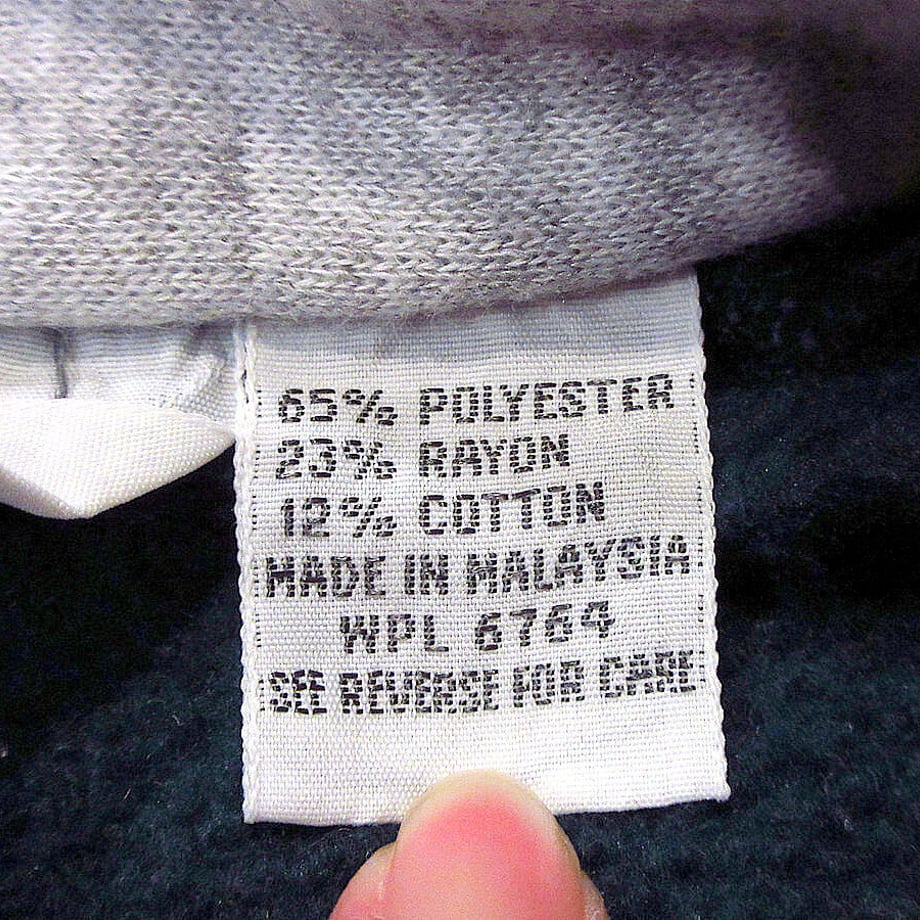 65% POLYESTER
23% RAYON
12% COTTON
MADE IN MALAYSIA
WPL 6764
SEE REVERSE FOR CARE